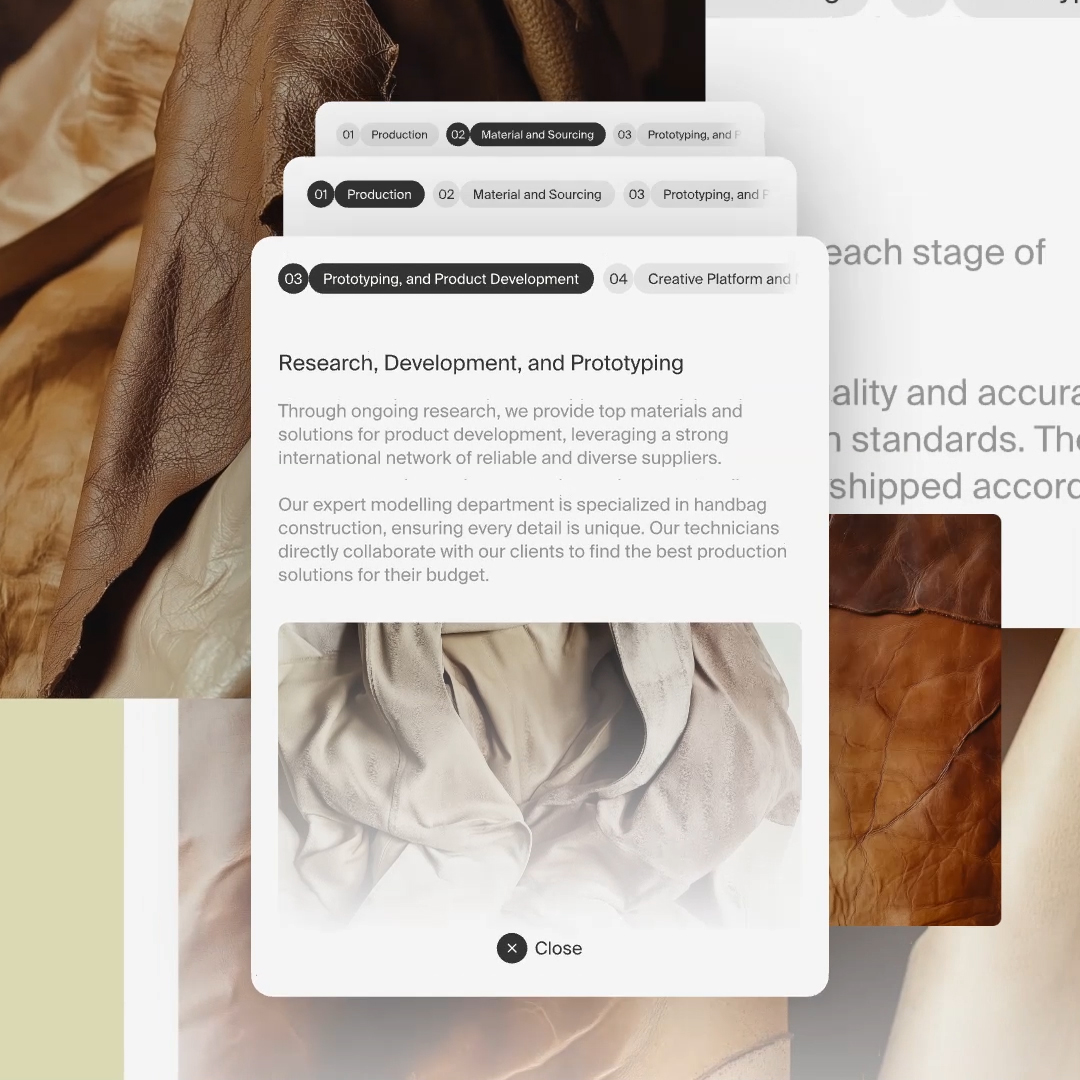 01 Production 02 Material and Sourcing 03 Prototyping, and
01 Production 02 Material and Sourcing 03 Prototyping, and
each stage of
03 Prototyping, and Product Development 04 Creative Platform and
Research, Development, and Prototyping
Through ongoing research, we provide top materials and
solutions for product development, leveraging a strong
international network of reliable and diverse suppliers.
ality and accura
standards. The
shipped accord
Our expert modelling department is specialized in handbag
construction, ensuring every detail is unique. Our technicians
directly collaborate with our clients to find the best production
solutions for their budget.
Close